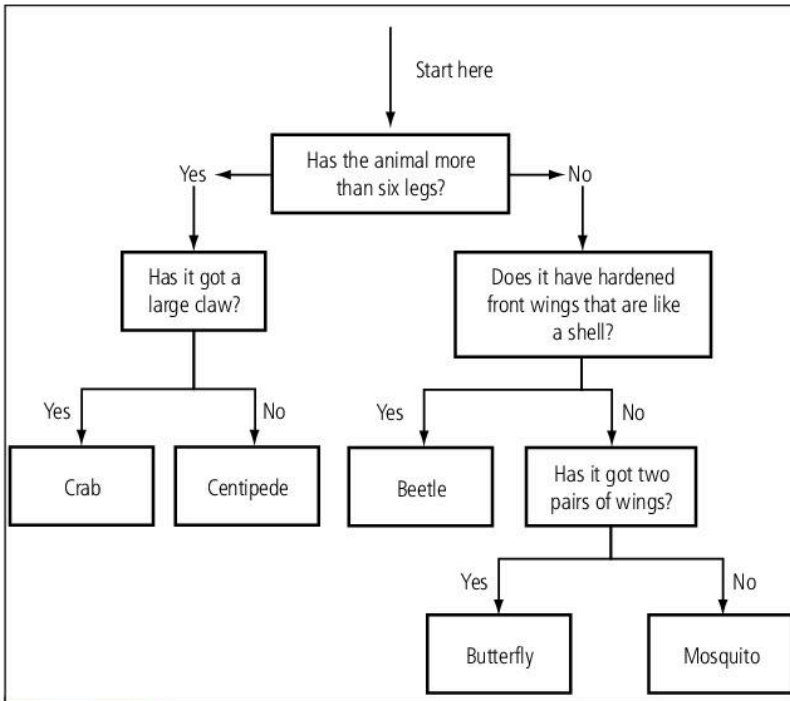 Start here
Has the animal more
than six legs?
Yes
No
Has it got a
large claw?
Does it have hardened
front wings that are like
a shell?
Yes
No
Yes
No
Crab
Centipede
Beetle
Has it got two
pairs of wings?
Yes
No
Butterfly
Mosquito